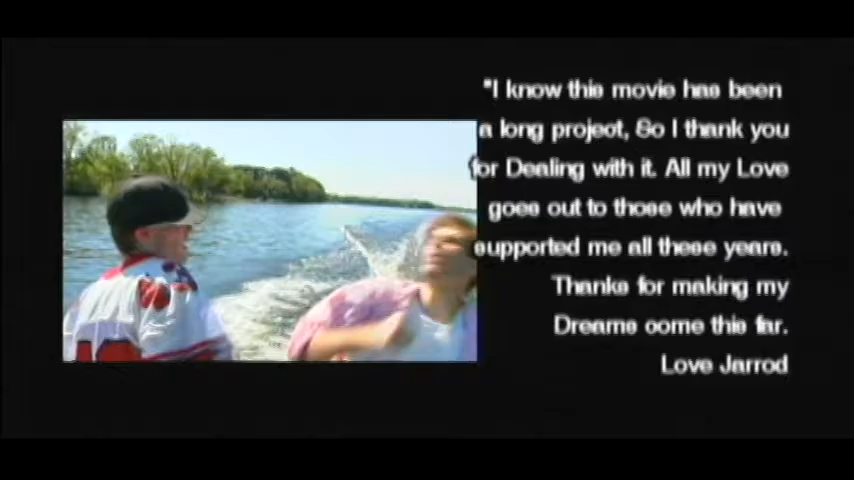 "I know this movie has been
a long project, So I thank you
for Dealing with it. All my Love
goes out to those who have
supported me all these years.
Thanks for making my
Dreams come this far.
Love Jarrod